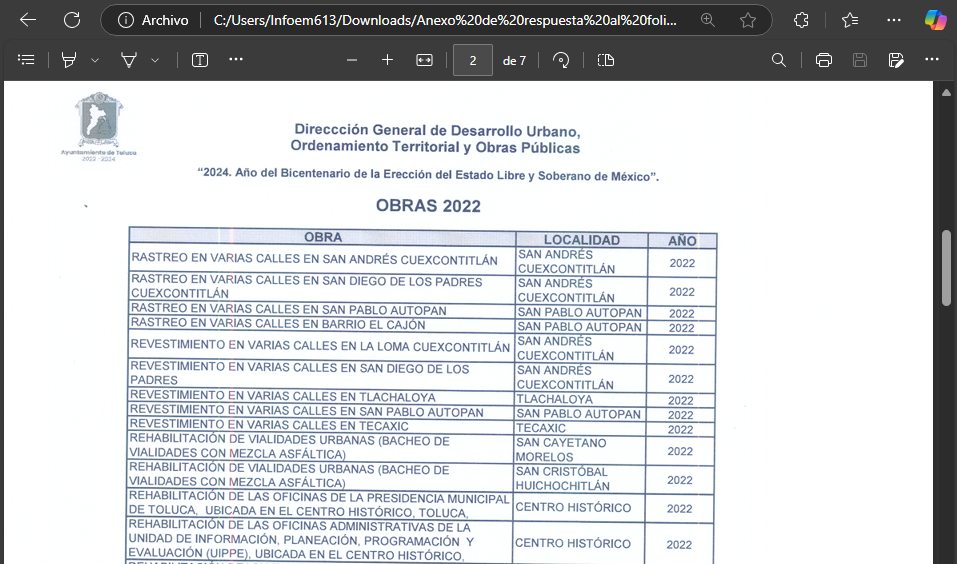 Archivo
C:/Users/Infoem613/Downloads/Anexo%20de%20respuesta%20al%20foli...
2 de 7
Ayuntamiento de Toluca
2022 - 2024
Direccción General de Desarrollo Urbano,
Ordenamiento Territorial y Obras Públicas
“2024. Año del Bicentenario de la Erección del Estado Libre y Soberano de México”.
OBRAS 2022
OBRA LOCALIDAD AÑO
RASTREO EN VARIAS CALLES EN SAN ANDRÉS CUEXCONTITLÁN
SAN ANDRÉS
CUEXCONTITLÁN
2022
RASTREO EN VARIAS CALLES EN SAN DIEGO DE LOS PADRES
CUEXCONTITLÁN
SAN ANDRÉS
CUEXCONTITLÁN
2022
RASTREO EN VARIAS CALLES EN SAN PABLO AUTOPAN SAN PABLO AUTOPAN 2022
RASTREO EN VARIAS CALLES EN BARRIO EL CAJÓN SAN PABLO AUTOPAN 2022
REVESTIMIENTO EN VARIAS CALLES EN LA LOMA CUEXCONTITLÁN
SAN ANDRÉS
CUEXCONTITLÁN
2022
REVESTIMIENTO EN VARIAS CALLES EN SAN DIEGO DE LOS
PADRES
SAN ANDRÉS
CUEXCONTITLÁN
2022
REVESTIMIENTO EN VARIAS CALLES EN TLACHALOYA TLACHALOYA 2022
REVESTIMIENTO EN VARIAS CALLES EN SAN PABLO AUTOPAN SAN PABLO AUTOPAN 2022
REVESTIMIENTO EN VARIAS CALLES EN TECAXIC TECAXIC 2022
REHABILITACIÓN DE VIALIDADES URBANAS (BACHEO DE
VIALIDADES CON MEZCLA ASFÁLTICA)
SAN CAYETANO
MORELOS
2022
REHABILITACIÓN DE VIALIDADES URBANAS (BACHEO DE
VIALIDADES CON MEZCLA ASFÁLTICA)
SAN CRISTÓBAL
HUICHOCHITLÁN
2022
REHABILITACIÓN DE LAS OFICINAS DE LA PRESIDENCIA MUNICIPAL
DE TOLUCA, UBICADA EN EL CENTRO HISTÓRICO, TOLUCA,
CENTRO HISTÓRICO
2022
REHABILITACIÓN DE LAS OFICINAS ADMINISTRATIVAS DE LA
UNIDAD DE INFORMACIÓN, PLANEACIÓN, PROGRAMACIÓN Y
EVALUACIÓN (UIPPE), UBICADA EN EL CENTRO HISTÓRICO,
CENTRO HISTÓRICO
2022